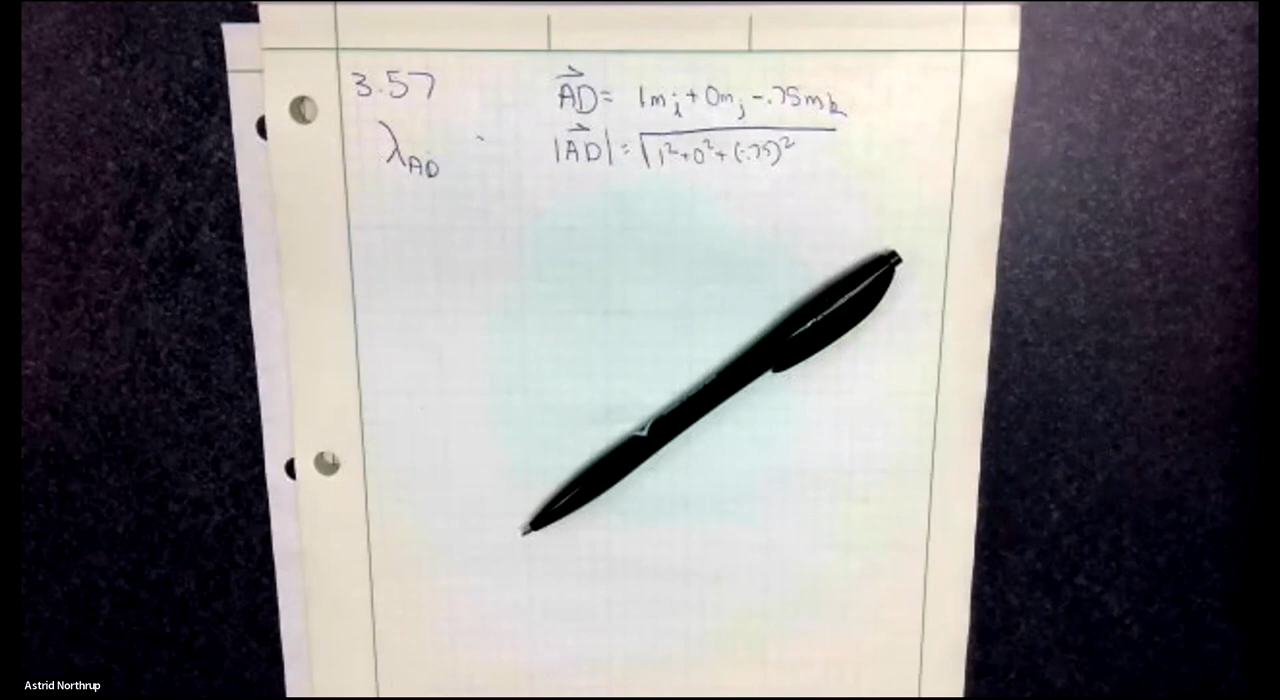 3.57
AD= 1m i + 0m j - .75m k
λAD
|AD| = √1²+0²+(-.75)²
Astrid Northrup